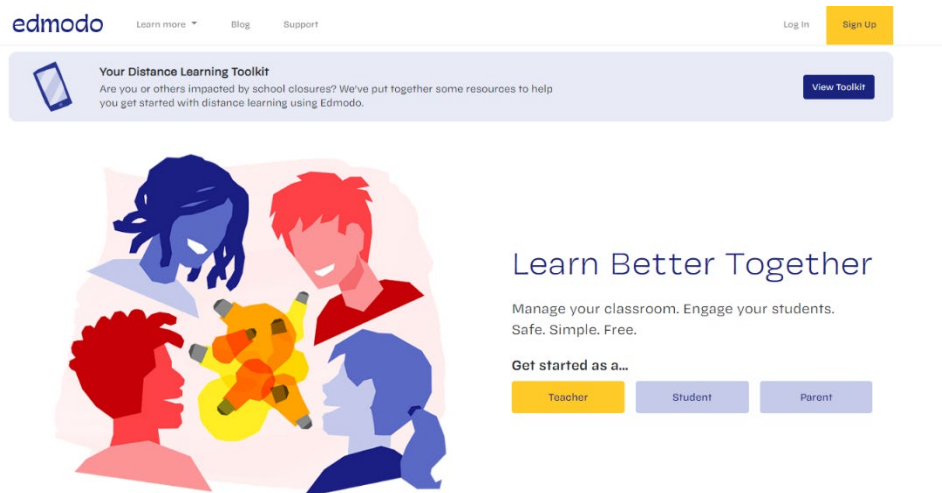 edmodo
Learn more
Blog
Support
Log In
Sign Up
Your Distance Learning Toolkit
Are you or others impacted by school closures? We've put together some resources to help
you get started with distance learning using Edmodo.
View Toolkit
Learn Better Together
Manage your classroom. Engage your students.
Safe. Simple. Free.
Get started as a...
Teacher
Student
Parent